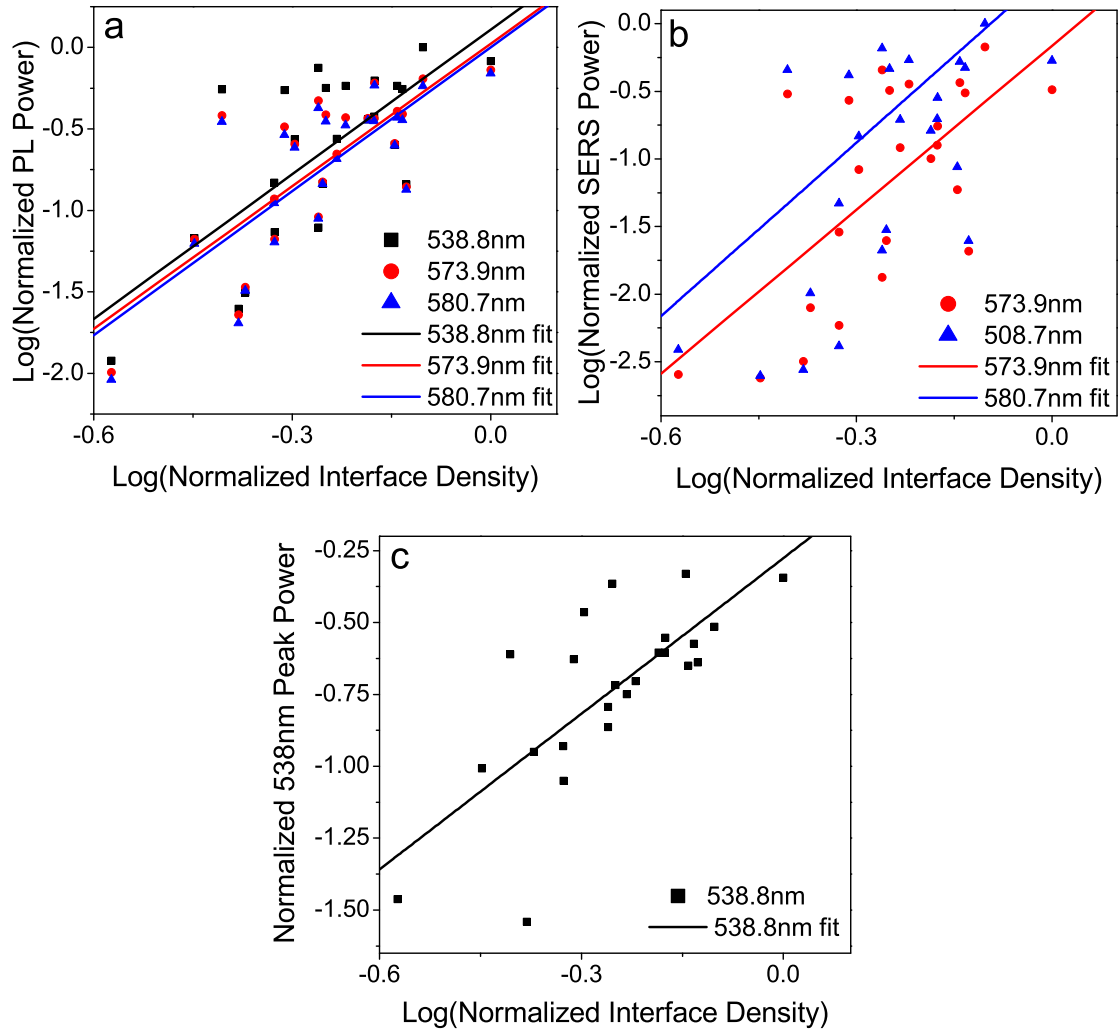 a
Log(Normalized PL Power)
0.0
-0.5
-1.0
-1.5
-2.0
-0.6
-0.3
0.0
Log(Normalized Interface Density)
538.8nm
573.9nm
580.7nm
538.8nm fit
573.9nm fit
580.7nm fit
b
Log(Normalized SERS Power)
0.0
-0.5
-1.0
-1.5
-2.0
-2.5
-0.6
-0.3
0.0
Log(Normalized Interface Density)
573.9nm
508.7nm
573.9nm fit
580.7nm fit
c
Normalized 538nm Peak Power
-0.25
-0.50
-0.75
-1.00
-1.25
-1.50
-0.6
-0.3
0.0
Log(Normalized Interface Density)
538.8nm
538.8nm fit